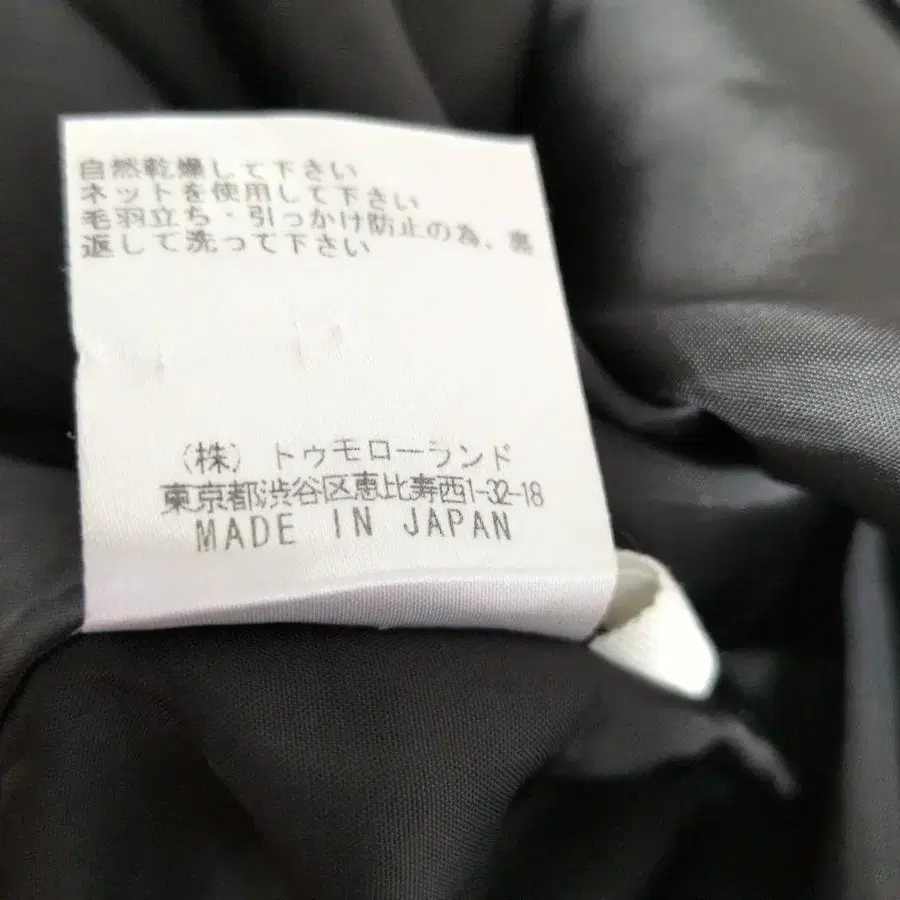 自然乾燥して下さい
ネットを使用して下さい
毛羽立ち・引っかけ防止の為、裏
返して洗って下さい
(株) トゥモローランド
東京都渋谷区恵比寿西1-32-18
MADE IN JAPAN